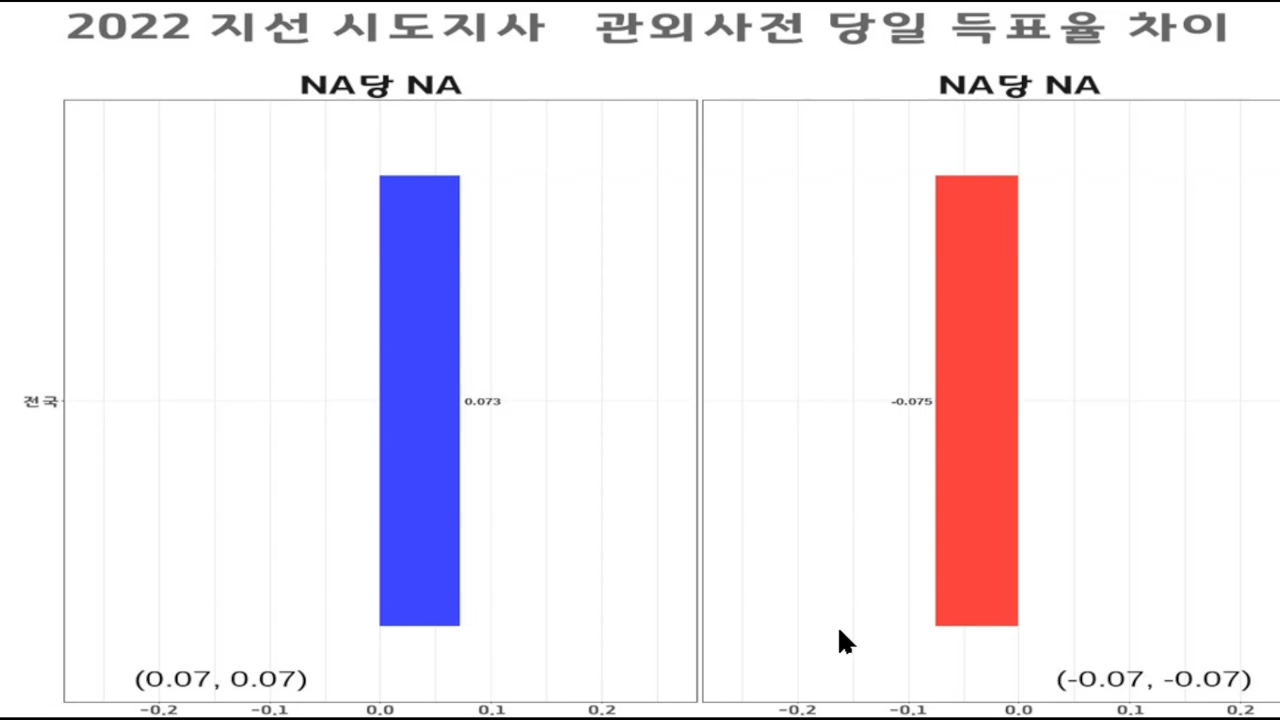 2022 지선 시도지사 관외사전 당일 득표율 차이
NA당 NA
NA당 NA
전국
0.073
-0.075
(0.07, 0.07)
(-0.07, -0.07)
-0.2 -0.1 0.0 0.1 0.2
-0.2 -0.1 0.0 0.1 0.2